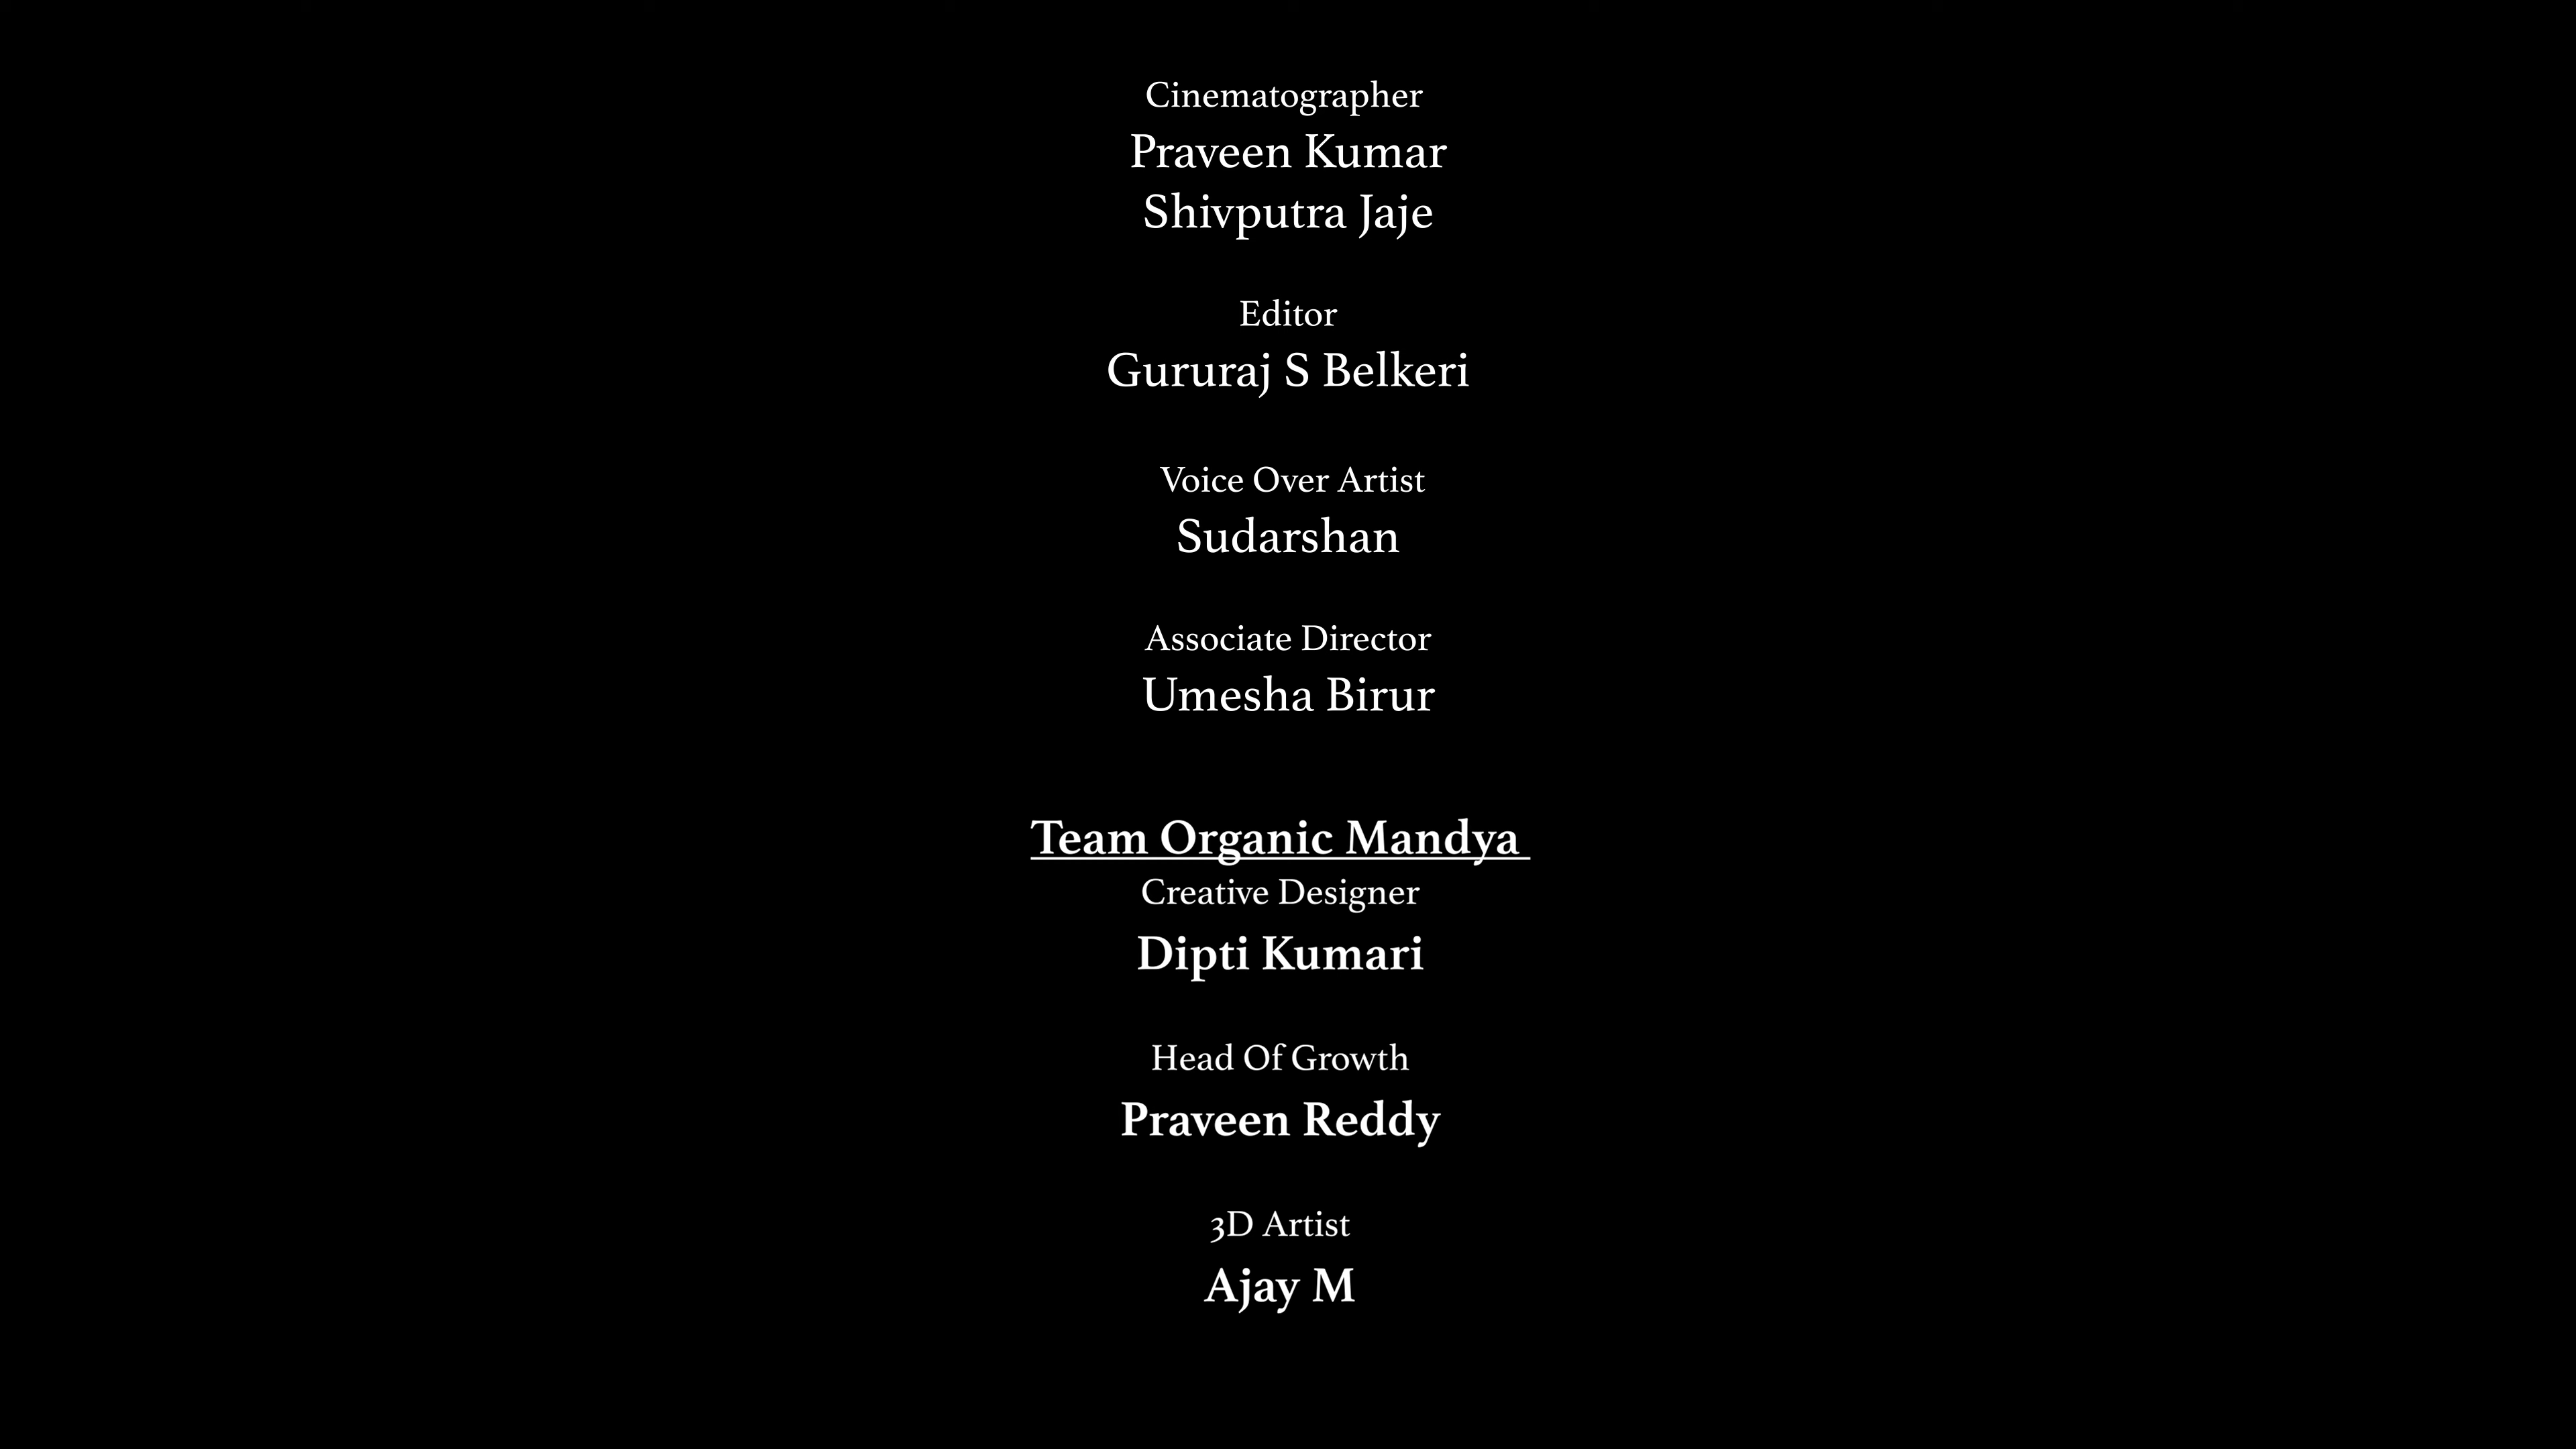 Cinematographer
Praveen Kumar
Shivputra Jaje
Editor
Gururaj S Belkeri
Voice Over Artist
Sudarshan
Associate Director
Umesha Birur
Team Organic Mandya
Creative Designer
Dipti Kumari
Head Of Growth
Praveen Reddy
3D Artist
Ajay M